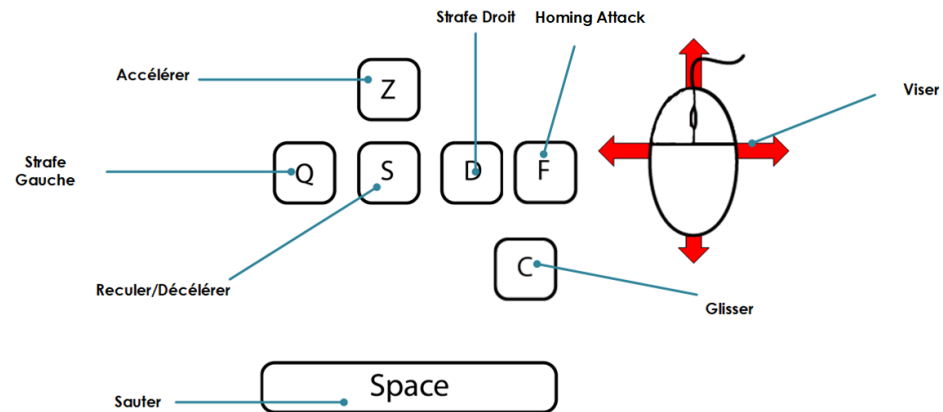 Strafe Droit
Homing Attack
Accélérer
Z
Viser
Strafe
Gauche
Q
S
D
F
Reculer/Décélérer
C
Glisser
Space
Sauter